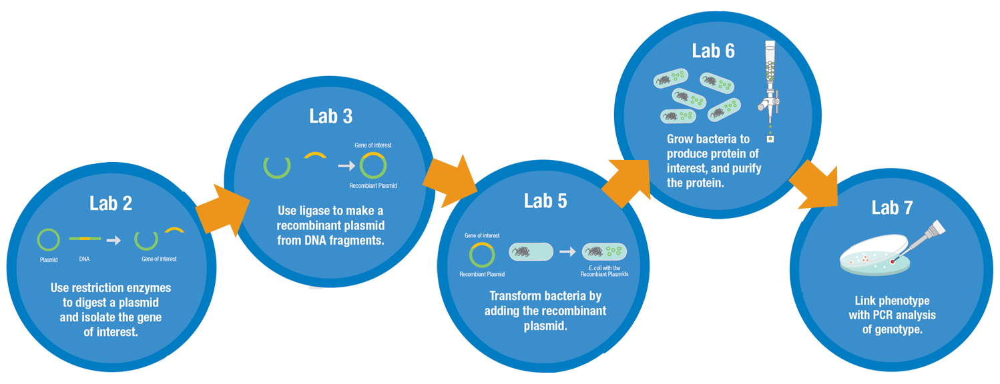 Lab 2
Plasmid
DNA
Gene of interest
Use restriction enzymes
to digest a plasmid
and isolate the gene
of interest.
Lab 3
Gene of interest
Recombiant Plasmid
Use ligase to make a
recombinant plasmid
from DNA fragments.
Lab 5
Gene of interest
Recombiant Plasmid
E. coli with the
Recombiant Plasmids
Transform bacteria by
adding the recombinant
plasmid.
Lab 6
Grow bacteria to
produce protein of
interest, and purify
the protein.
Lab 7
Link phenotype
with PCR analysis
of genotype.